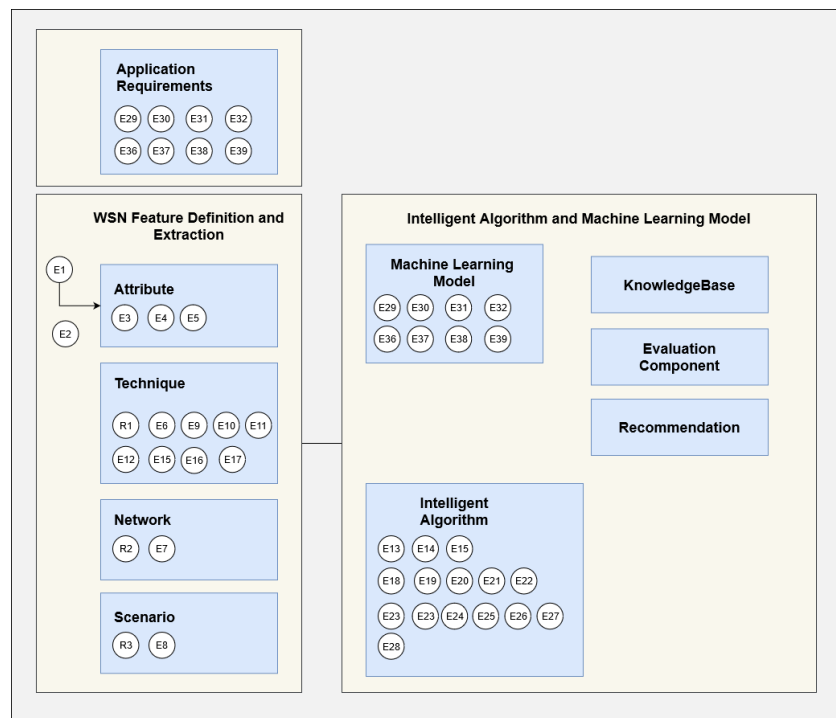 Application
Requirements
E29 E30 E31 E32
E36 E37 E38 E39
WSN Feature Definition and
Extraction
E1
E2
Attribute
E3 E4 E5
Technique
R1 E6 E9 E10 E11
E12 E15 E16 E17
Network
R2 E7
Scenario
R3 E8
Intelligent Algorithm and Machine Learning Model
Machine Learning
Model
E29 E30 E31 E32
E36 E37 E38 E39
KnowledgeBase
Evaluation
Component
Recommendation
Intelligent
Algorithm
E13 E14 E15
E18 E19 E20 E21 E22
E23 E23 E24 E25 E26 E27
E28